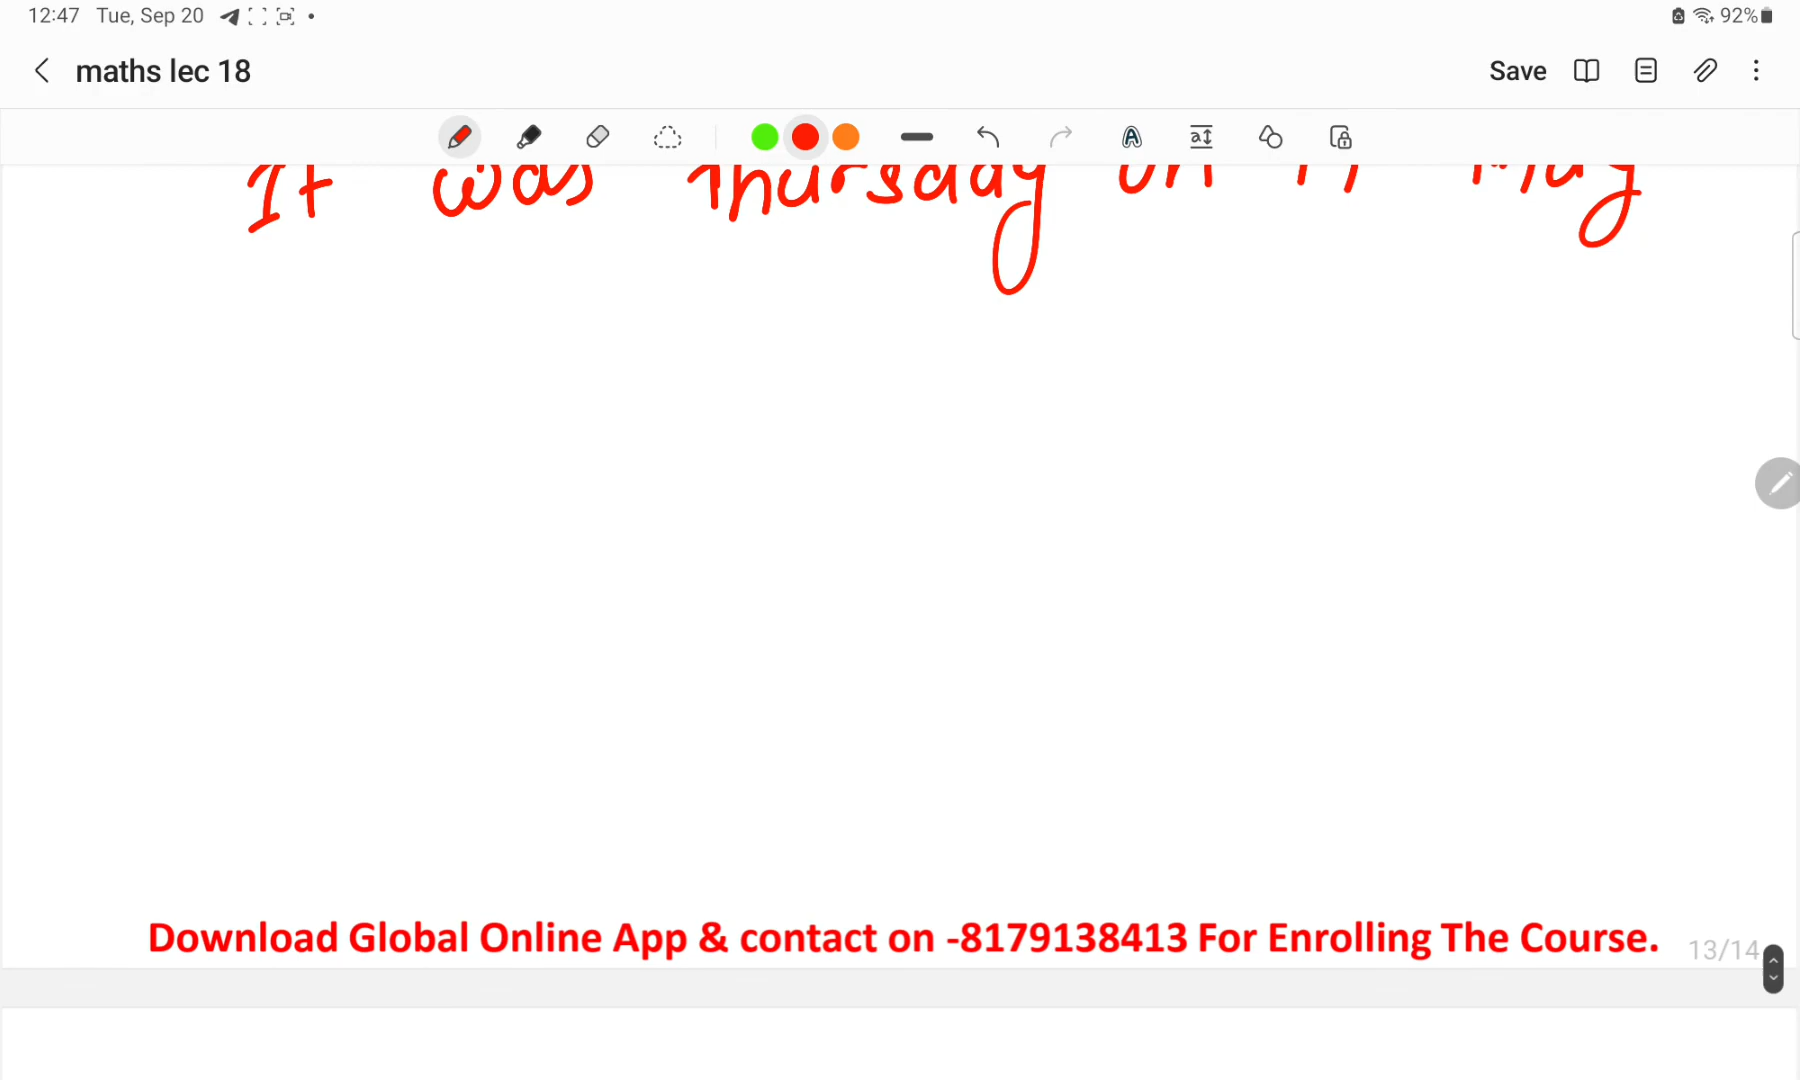 12:47 Tue, Sep 20 92%
maths lec 18 Save
It was Thursday on May
Download Global Online App & contact on -8179138413 For Enrolling The Course. 13/14